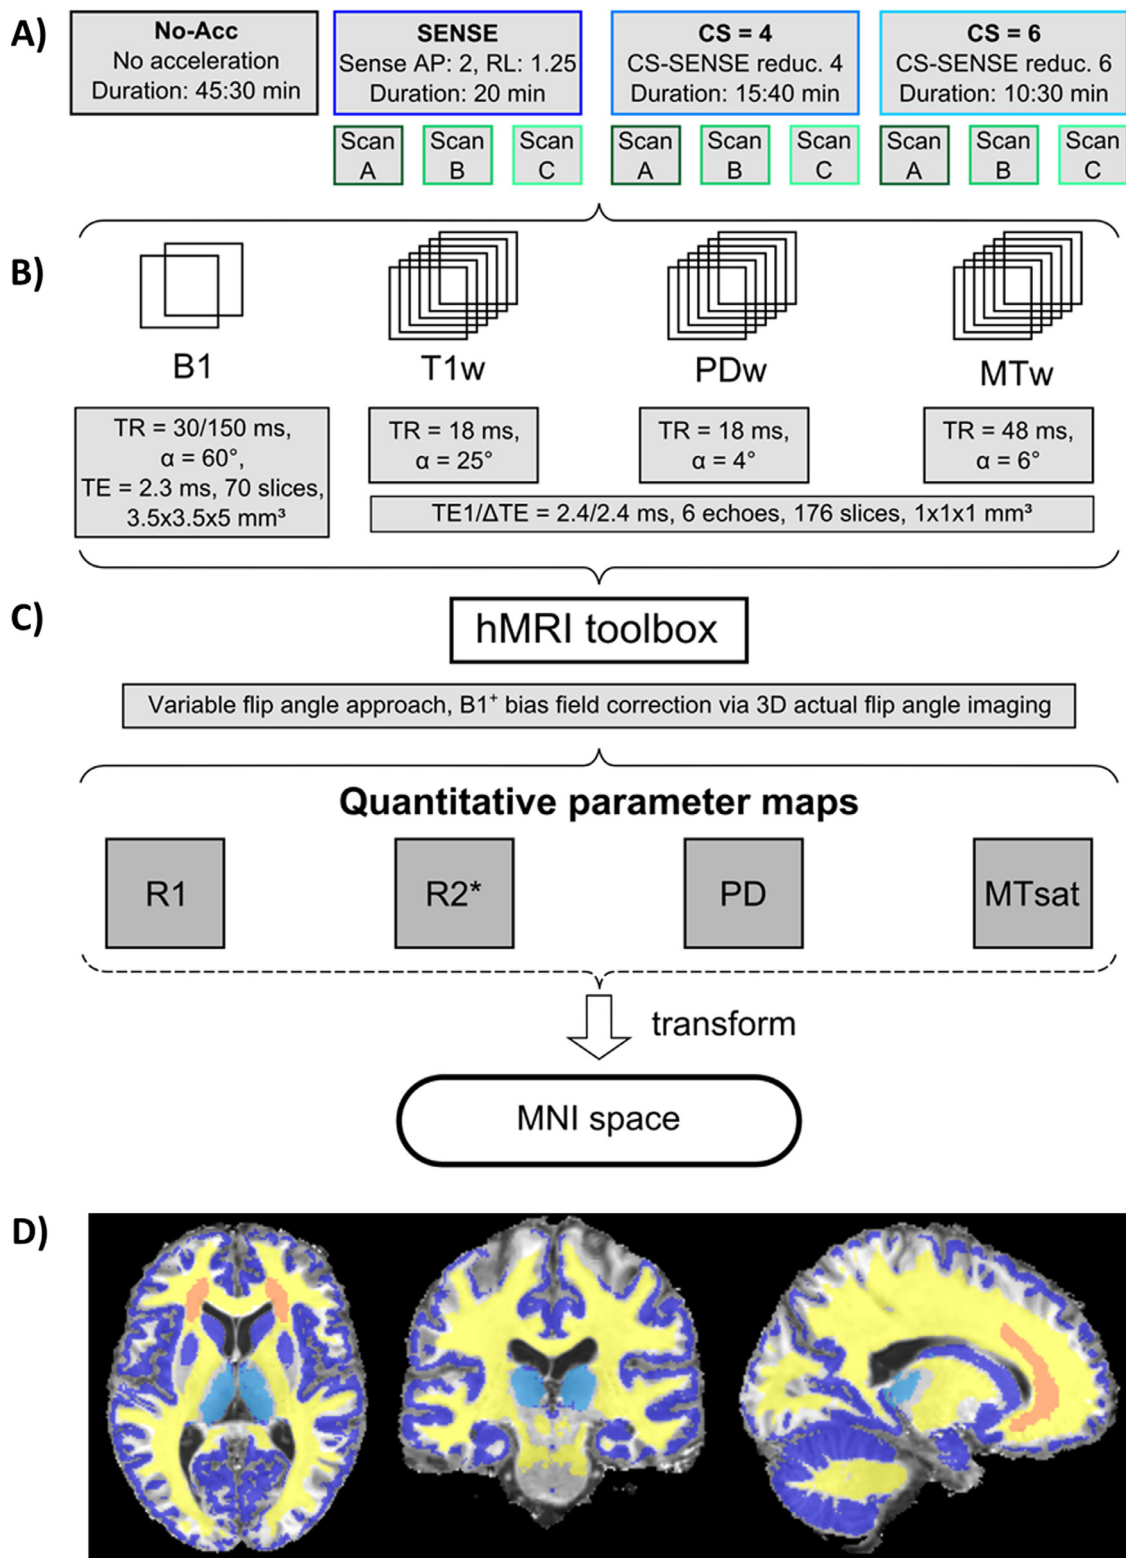 A)
No-Acc
No acceleration
Duration: 45:30 min
SENSE
Sense AP: 2, RL: 1.25
Duration: 20 min
CS = 4
CS-SENSE reduc. 4
Duration: 15:40 min
CS = 6
CS-SENSE reduc. 6
Duration: 10:30 min
Scan
A
Scan
B
Scan
C
Scan
A
Scan
B
Scan
C
Scan
A
Scan
B
Scan
C
B)
B1
T1w
PDw
MTw
TR = 30/150 ms,
α = 60°,
TE = 2.3 ms, 70 slices,
3.5x3.5x5 mm³
TR = 18 ms,
α = 25°
TR = 18 ms,
α = 4°
TR = 48 ms,
α = 6°
TE1/ΔTE = 2.4/2.4 ms, 6 echoes, 176 slices, 1x1x1 mm³
C)
hMRI toolbox
Variable flip angle approach, B1⁺ bias field correction via 3D actual flip angle imaging
Quantitative parameter maps
R1
R2*
PD
MTsat
transform
MNI space
D)